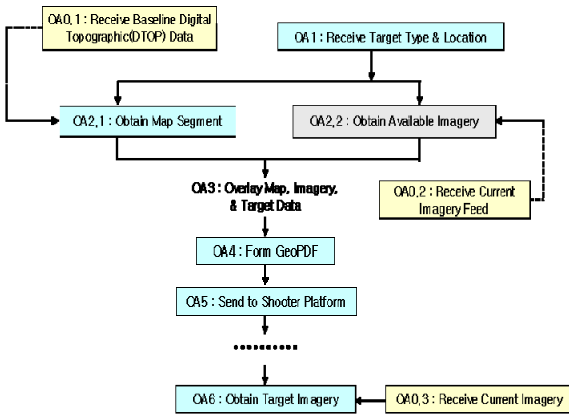 OA0.1 : Receive Baseline Digital
Topographic(DTOP) Data
OA1 : Receive Target Type & Location
OA2.1 : Obtain Map Segment
OA2.2 : Obtain Available Imagery
OA3 : Overlay Map, Imagery,
& Target Data
OA0.2 : Receive Current
Imagery Feed
OA4 : Form GeoPDF
OA5 : Send to Shooter Platform
OA6 : Obtain Target Imagery
OA0.3 : Receive Current Imagery